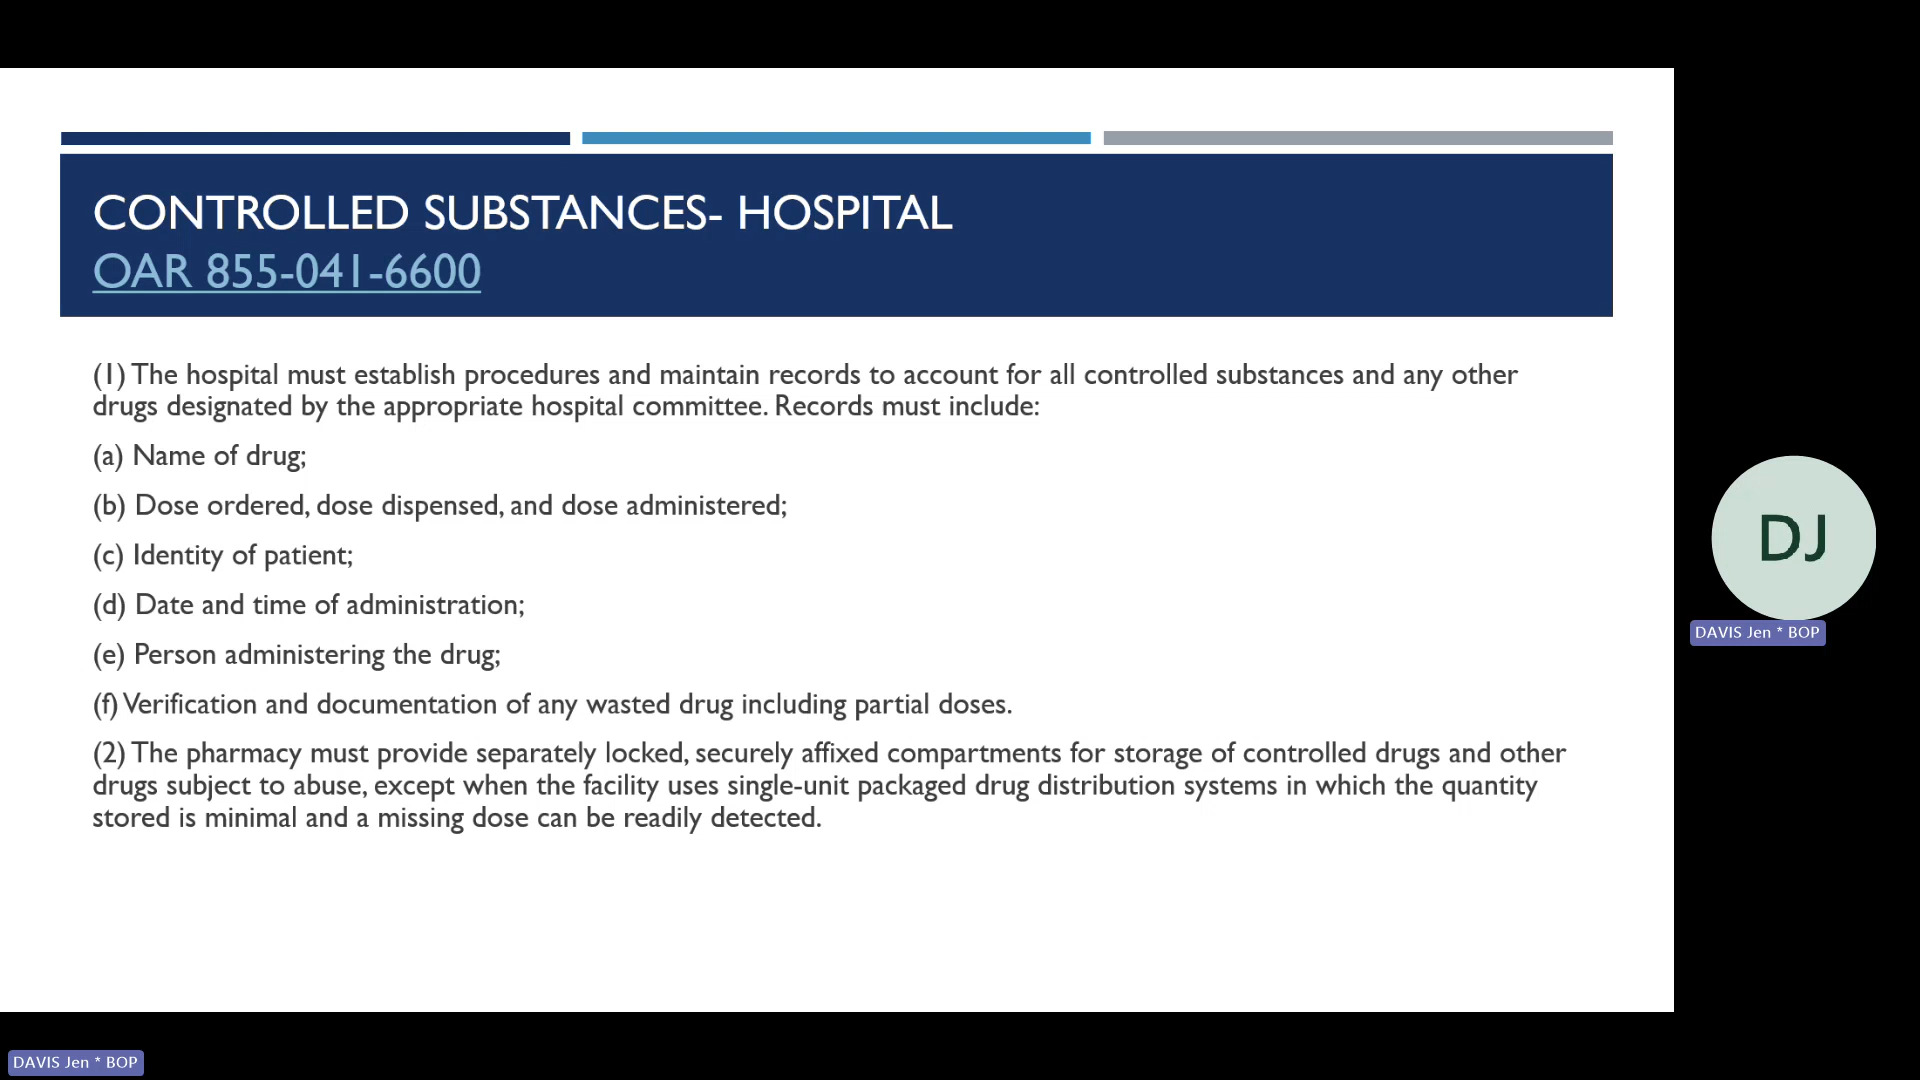 CONTROLLED SUBSTANCES- HOSPITAL
OAR 855-041-6600
(1) The hospital must establish procedures and maintain records to account for all controlled substances and any other
drugs designated by the appropriate hospital committee. Records must include:
(a) Name of drug;
(b) Dose ordered, dose dispensed, and dose administered;
(c) Identity of patient;
(d) Date and time of administration;
(e) Person administering the drug;
(f) Verification and documentation of any wasted drug including partial doses.
(2) The pharmacy must provide separately locked, securely affixed compartments for storage of controlled drugs and other
drugs subject to abuse, except when the facility uses single-unit packaged drug distribution systems in which the quantity
stored is minimal and a missing dose can be readily detected.
DJ
DAVIS Jen * BOP
DAVIS Jen * BOP